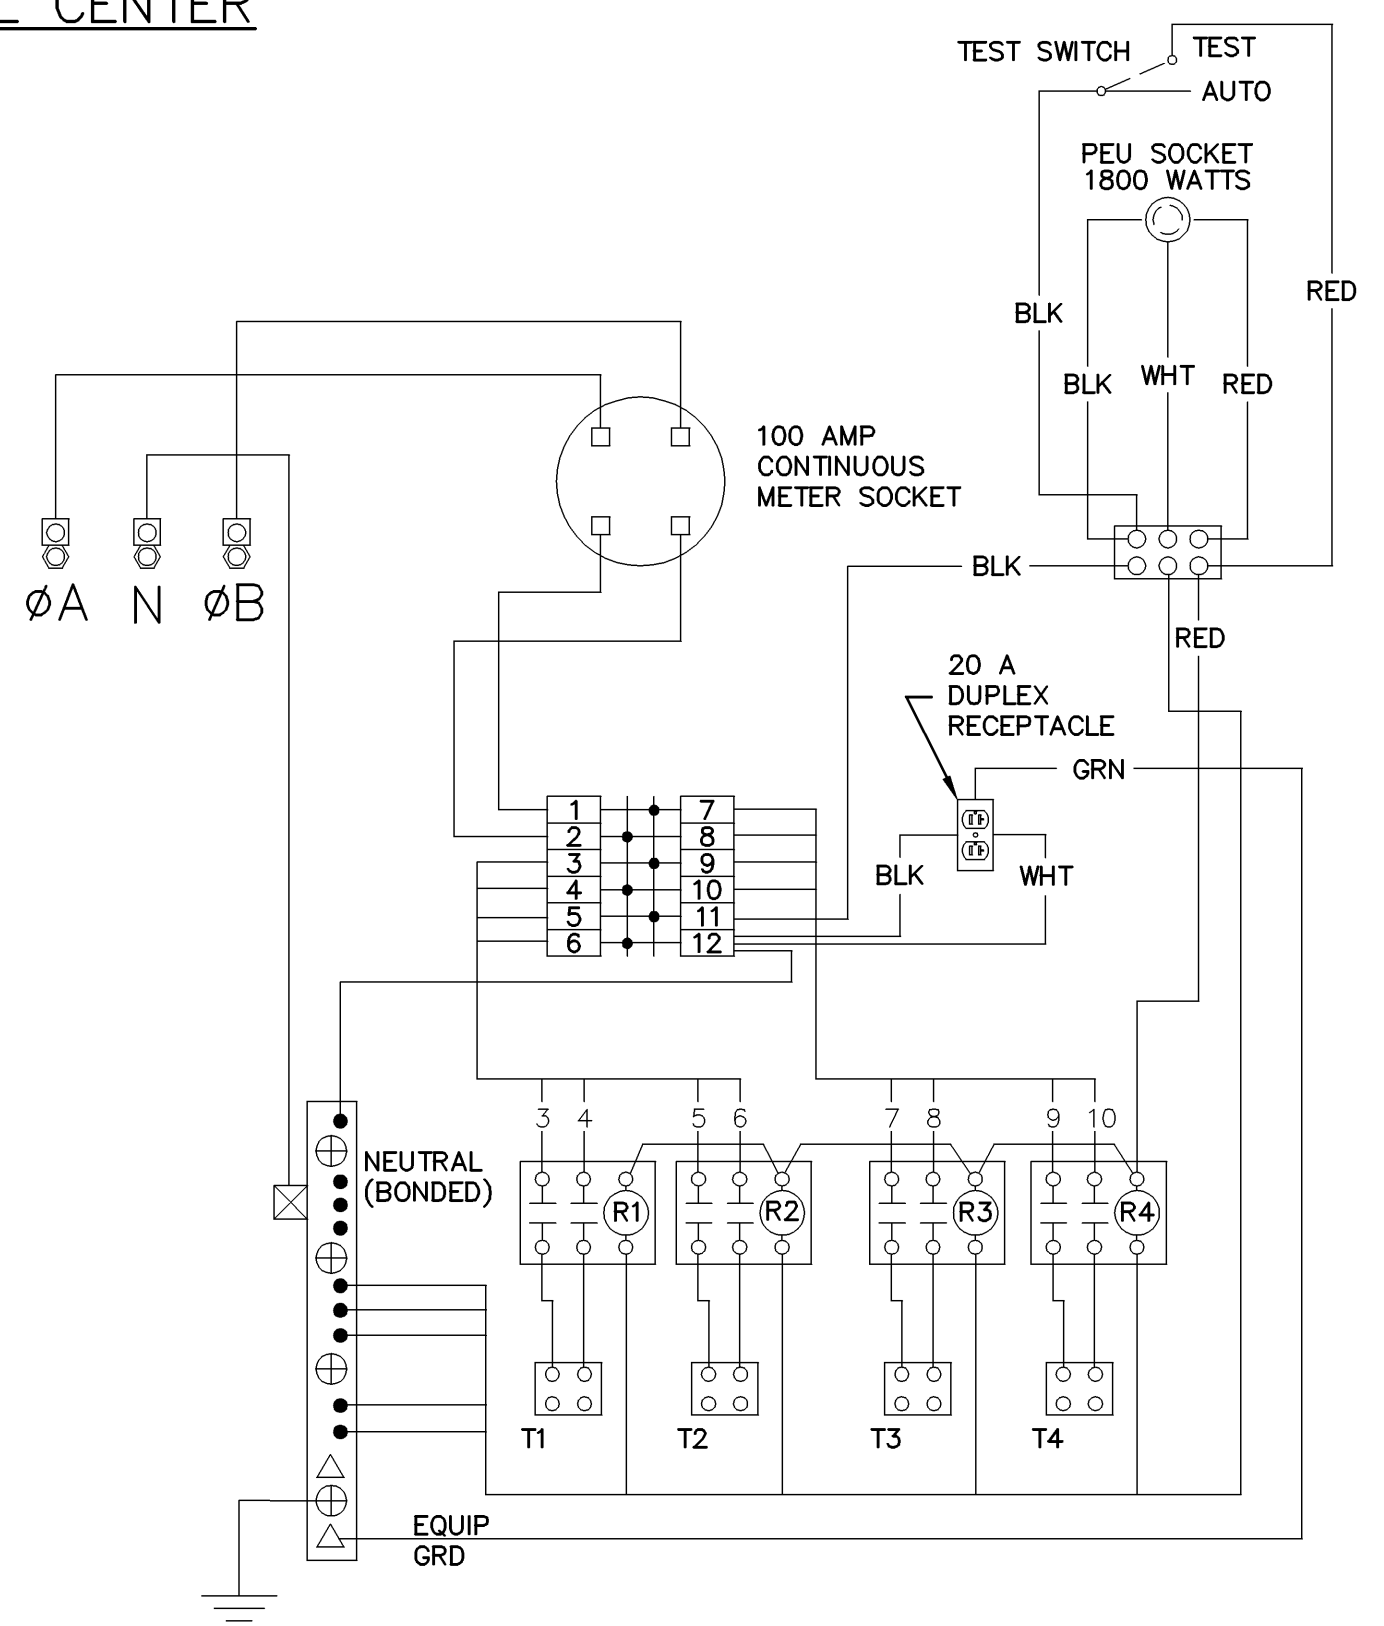 CENTER
TEST SWITCH
TEST
AUTO
PEU SOCKET
1800 WATTS
BLK
RED
BLK
WHT
RED
100 AMP
CONTINUOUS
METER SOCKET
ØA
N
ØB
BLK
RED
20 A
DUPLEX
RECEPTACLE
GRN
1
7
2
8
3
9
4
10
5
11
6
12
BLK
WHT
3
4
5
6
7
8
9
10
NEUTRAL
(BONDED)
R1
R2
R3
R4
T1
T2
T3
T4
EQUIP
GRD